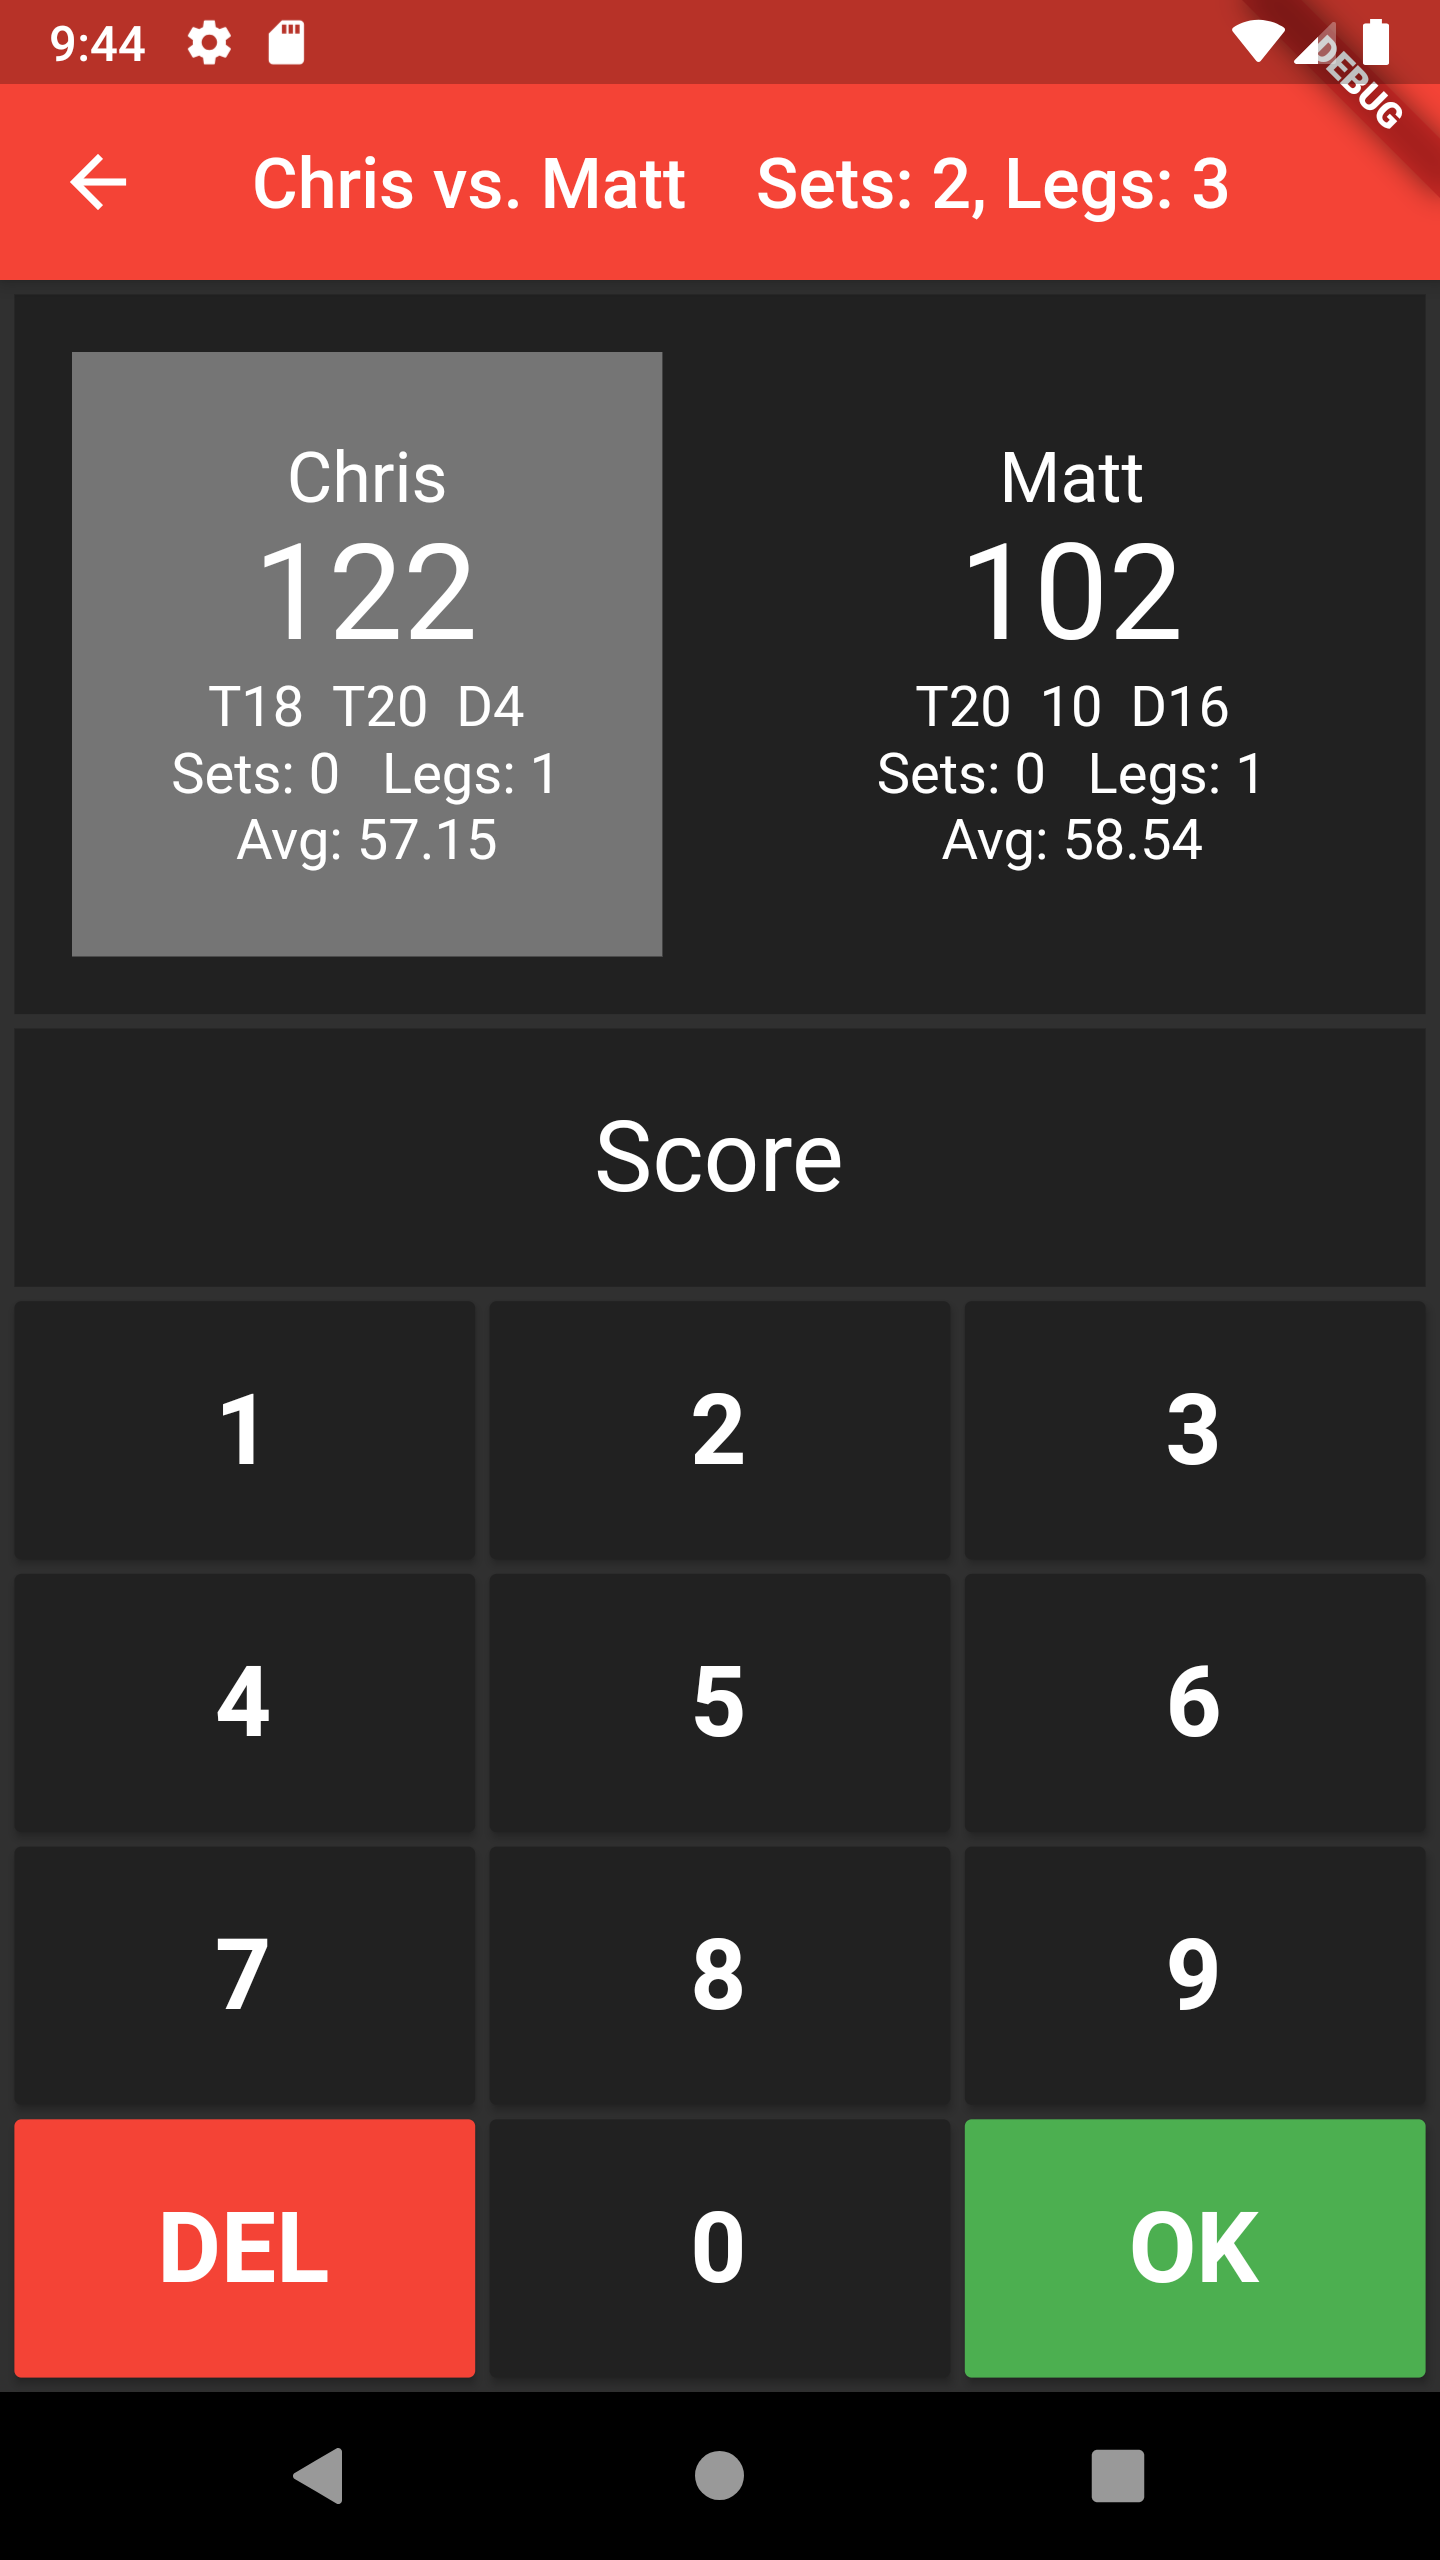 9:44
DEBUG
Chris vs. Matt Sets: 2, Legs: 3
Chris
122
T18 T20 D4
Sets: 0 Legs: 1
Avg: 57.15
Matt
102
T20 10 D16
Sets: 0 Legs: 1
Avg: 58.54
Score
1 2 3
4 5 6
7 8 9
DEL 0 OK